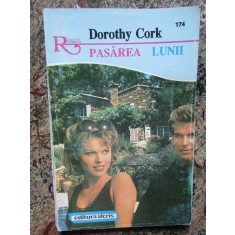 Dorothy Cork
174
PASĂREA LUNII
editura alcris